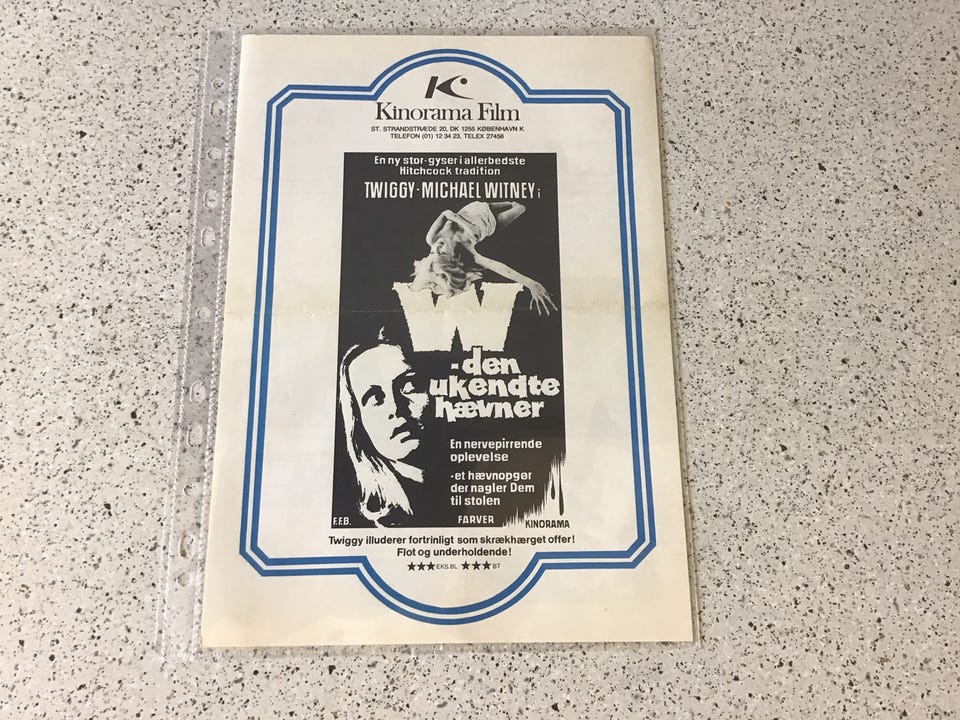 K
Kinorama Film
ST. STRANDSTRÆDE 20, DK 1255 KØBENHAVN K
TELEFON (01) 12 34 23, TELEX 27456
En ny stor-gyser i allerbedste
Hitchcock tradition
TWIGGY · MICHAEL WITNEY i
W
- den
ukendte
hævner
En nervepirrende
oplevelse
-et hævnopgør
der nagler Dem
til stolen
F.F.B.
FARVER
KINORAMA
Twiggy illuderer fortrinligt som skrækhærget offer!
Flot og underholdende!
★★★ EKS.BL ★★★ BT